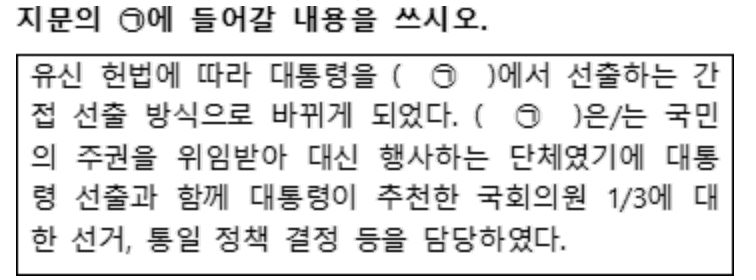 지문의 ㉠에 들어갈 내용을 쓰시오.
유신 헌법에 따라 대통령을 ( ㉠ )에서 선출하는 간
접 선출 방식으로 바뀌게 되었다. ( ㉠ )은/는 국민
의 주권을 위임받아 대신 행사하는 단체였기에 대통
령 선출과 함께 대통령이 추천한 국회의원 1/3에 대
한 선거, 통일 정책 결정 등을 담당하였다.